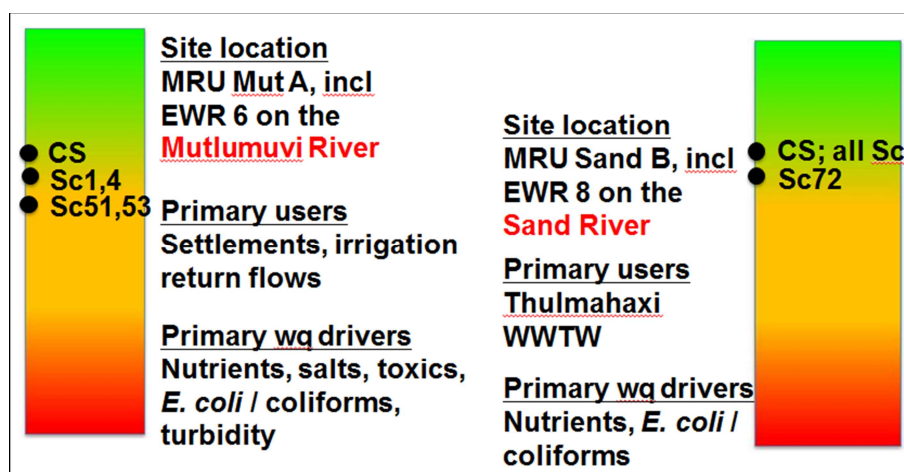 CS
Sc1,4
Sc51,53
Site location
MRU Mut A, incl
EWR 6 on the
Mutlumuvi River
Primary users
Settlements, irrigation
return flows
Primary wq drivers
Nutrients, salts, toxics,
E. coli / coliforms,
turbidity
Site location
MRU Sand B, incl
EWR 8 on the
Sand River
Primary users
Thulmahaxi
WWTW
Primary wq drivers
Nutrients, E. coli /
coliforms
CS; all Sc
Sc72